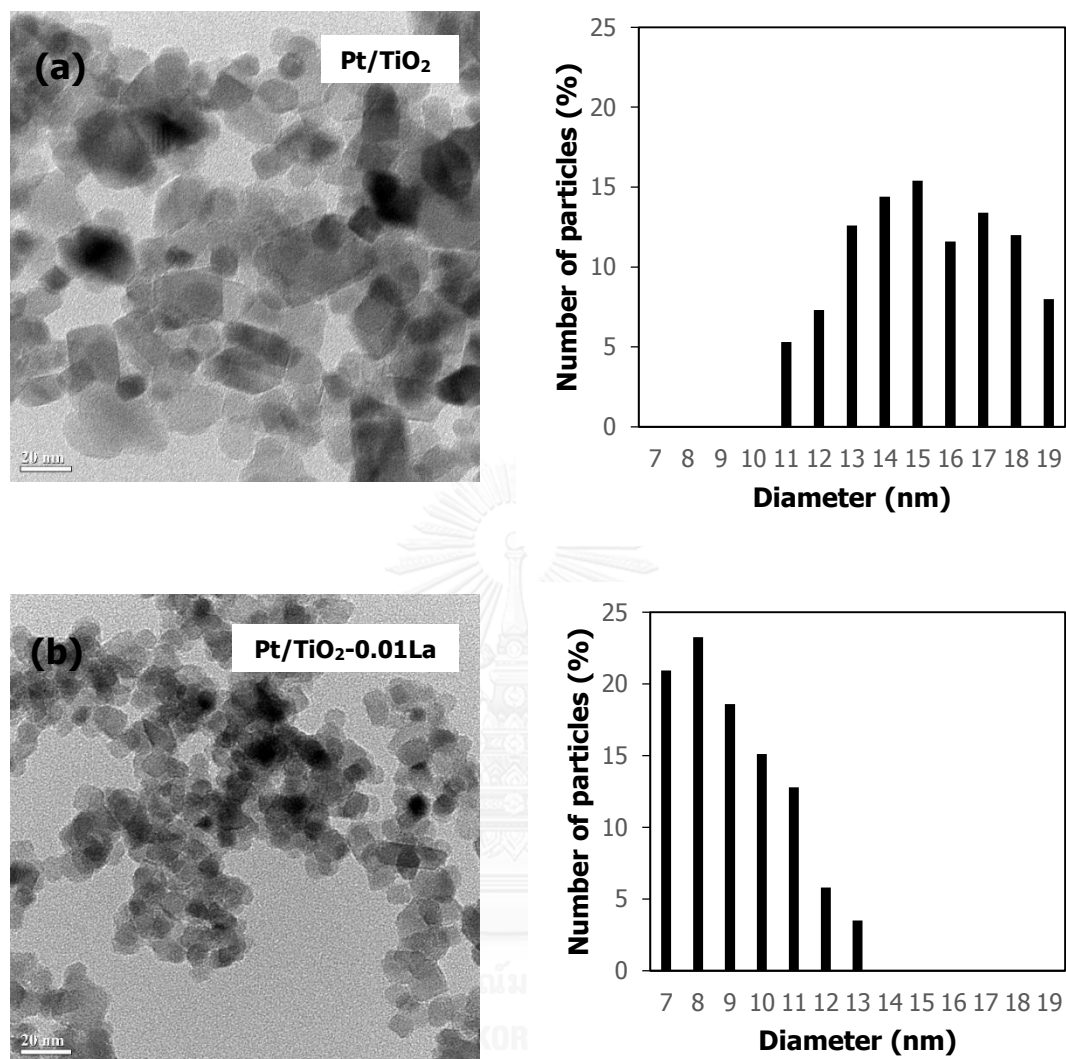 (a)
Pt/TiO₂
20 nm
Number of particles (%)
25
20
15
10
5
0
7 8 9 10 11 12 13 14 15 16 17 18 19
Diameter (nm)
(b)
Pt/TiO₂-0.01La
20 nm
Number of particles (%)
25
20
15
10
5
0
7 8 9 10 11 12 13 14 15 16 17 18 19
Diameter (nm)